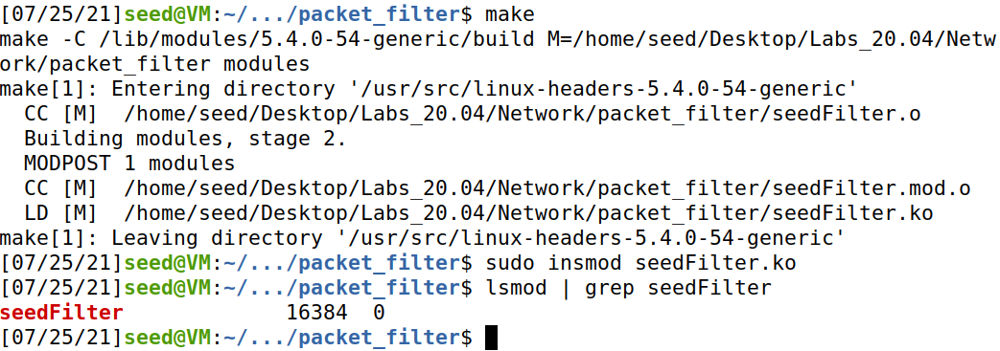 [07/25/21]seed@VM:~/.../packet_filter$ make
make -C /lib/modules/5.4.0-54-generic/build M=/home/seed/Desktop/Labs_20.04/Netw
ork/packet_filter modules
make[1]: Entering directory '/usr/src/linux-headers-5.4.0-54-generic'
  CC [M]  /home/seed/Desktop/Labs_20.04/Network/packet_filter/seedFilter.o
  Building modules, stage 2.
  MODPOST 1 modules
  CC [M]  /home/seed/Desktop/Labs_20.04/Network/packet_filter/seedFilter.mod.o
  LD [M]  /home/seed/Desktop/Labs_20.04/Network/packet_filter/seedFilter.ko
make[1]: Leaving directory '/usr/src/linux-headers-5.4.0-54-generic'
[07/25/21]seed@VM:~/.../packet_filter$ sudo insmod seedFilter.ko
[07/25/21]seed@VM:~/.../packet_filter$ lsmod | grep seedFilter
seedFilter             16384  0
[07/25/21]seed@VM:~/.../packet_filter$